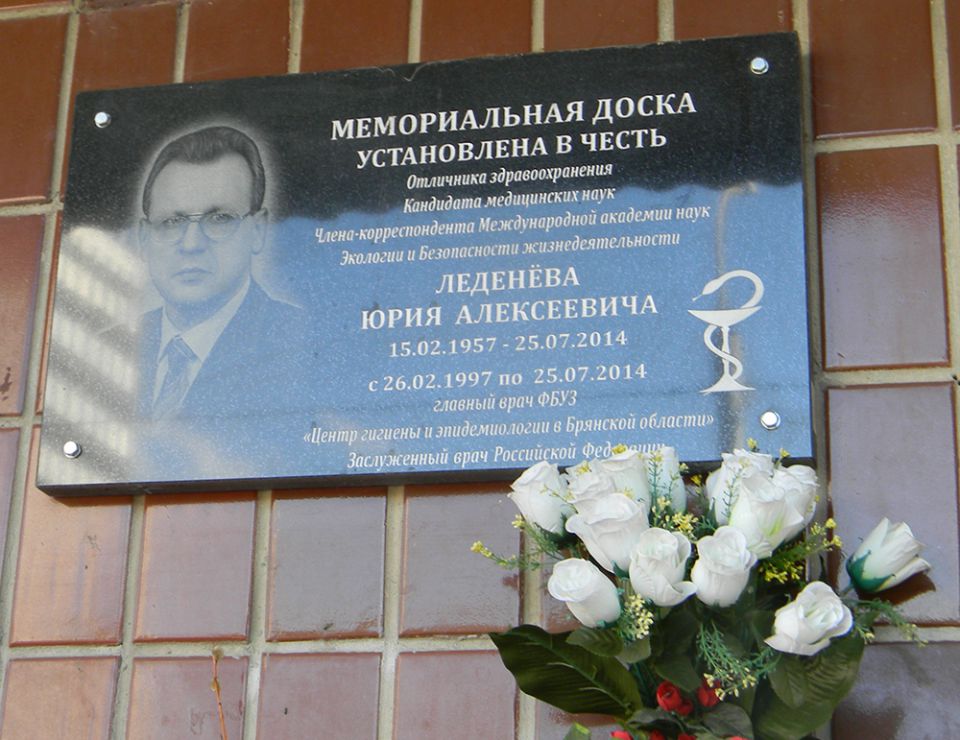 МЕМОРИАЛЬНАЯ ДОСКА
УСТАНОВЛЕНА В ЧЕСТЬ
Отличника здравоохранения
Кандидата медицинских наук
Члена-корреспондента Международной академии наук
Экологии и Безопасности жизнедеятельности
ЛЕДЕНЁВА
ЮРИЯ АЛЕКСЕЕВИЧА
15.02.1957 - 25.07.2014
с 26.02.1997 по 25.07.2014
главный врач ФБУЗ
«Центр гигиены и эпидемиологии в Брянской области»
Заслуженный врач Российской Федерации